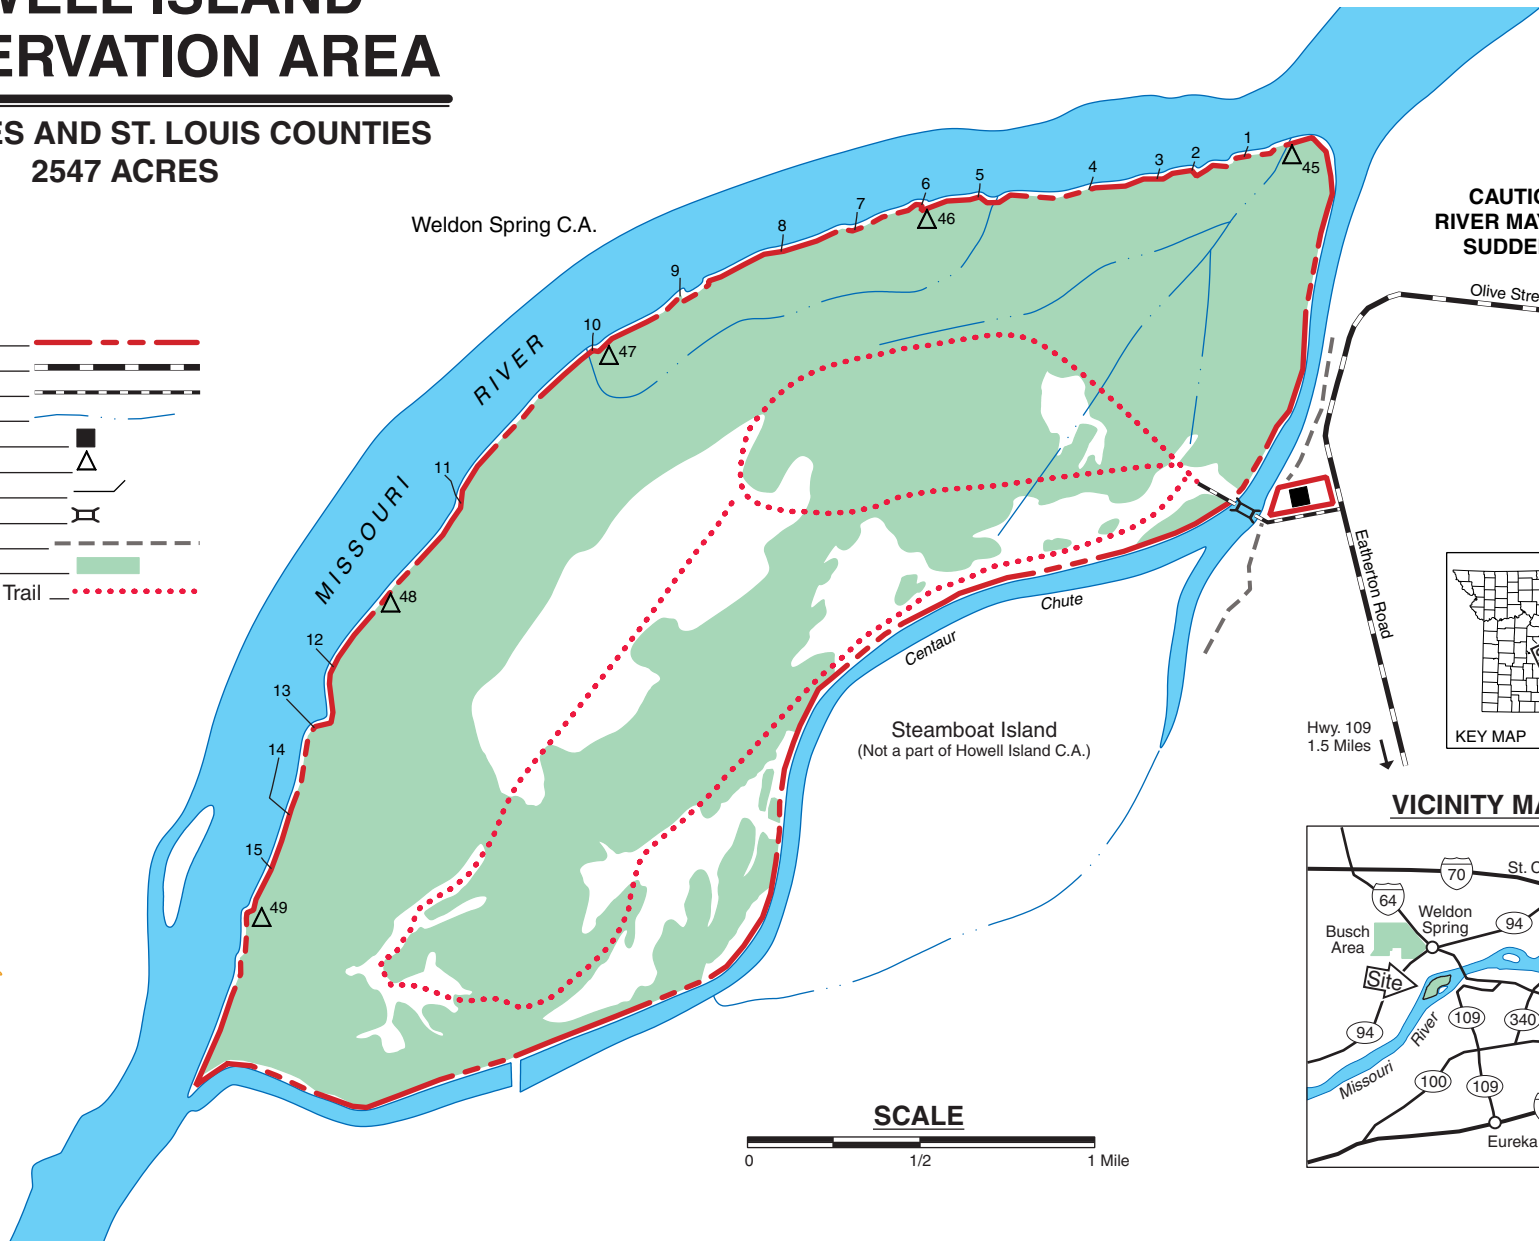 WELL ISLAND
ERVATION AREA
ES AND ST. LOUIS COUNTIES
2547 ACRES
Weldon Spring C.A.
1
2
3
4
5
6
7
8
9
10
11
12
13
14
15
45
46
47
48
49
MISSOURI
RIVER
Trail
CAUTIO
RIVER MAY
SUDDE
Olive Stre
Eatherton Road
Chute
Centaur
Steamboat Island
(Not a part of Howell Island C.A.)
Hwy. 109
1.5 Miles
KEY MAP
VICINITY MA
70
St. C
64
Weldon
Spring
94
Busch
Area
Site
94
River
109
340
Missouri
100
109
Eureka
SCALE
0
1/2
1 Mile